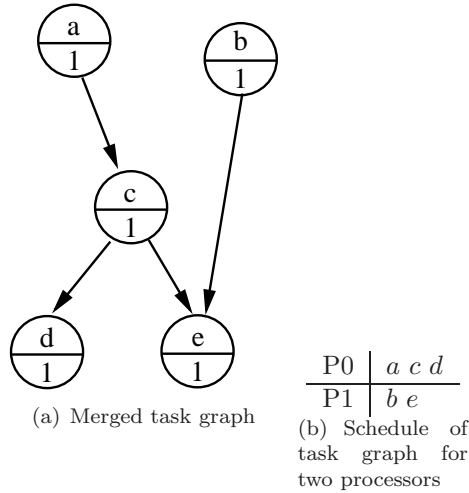 a
1
b
1
c
1
d
1
e
1
(a) Merged task graph
P0 a c d
P1 b e
(b) Schedule of
task graph for
two processors